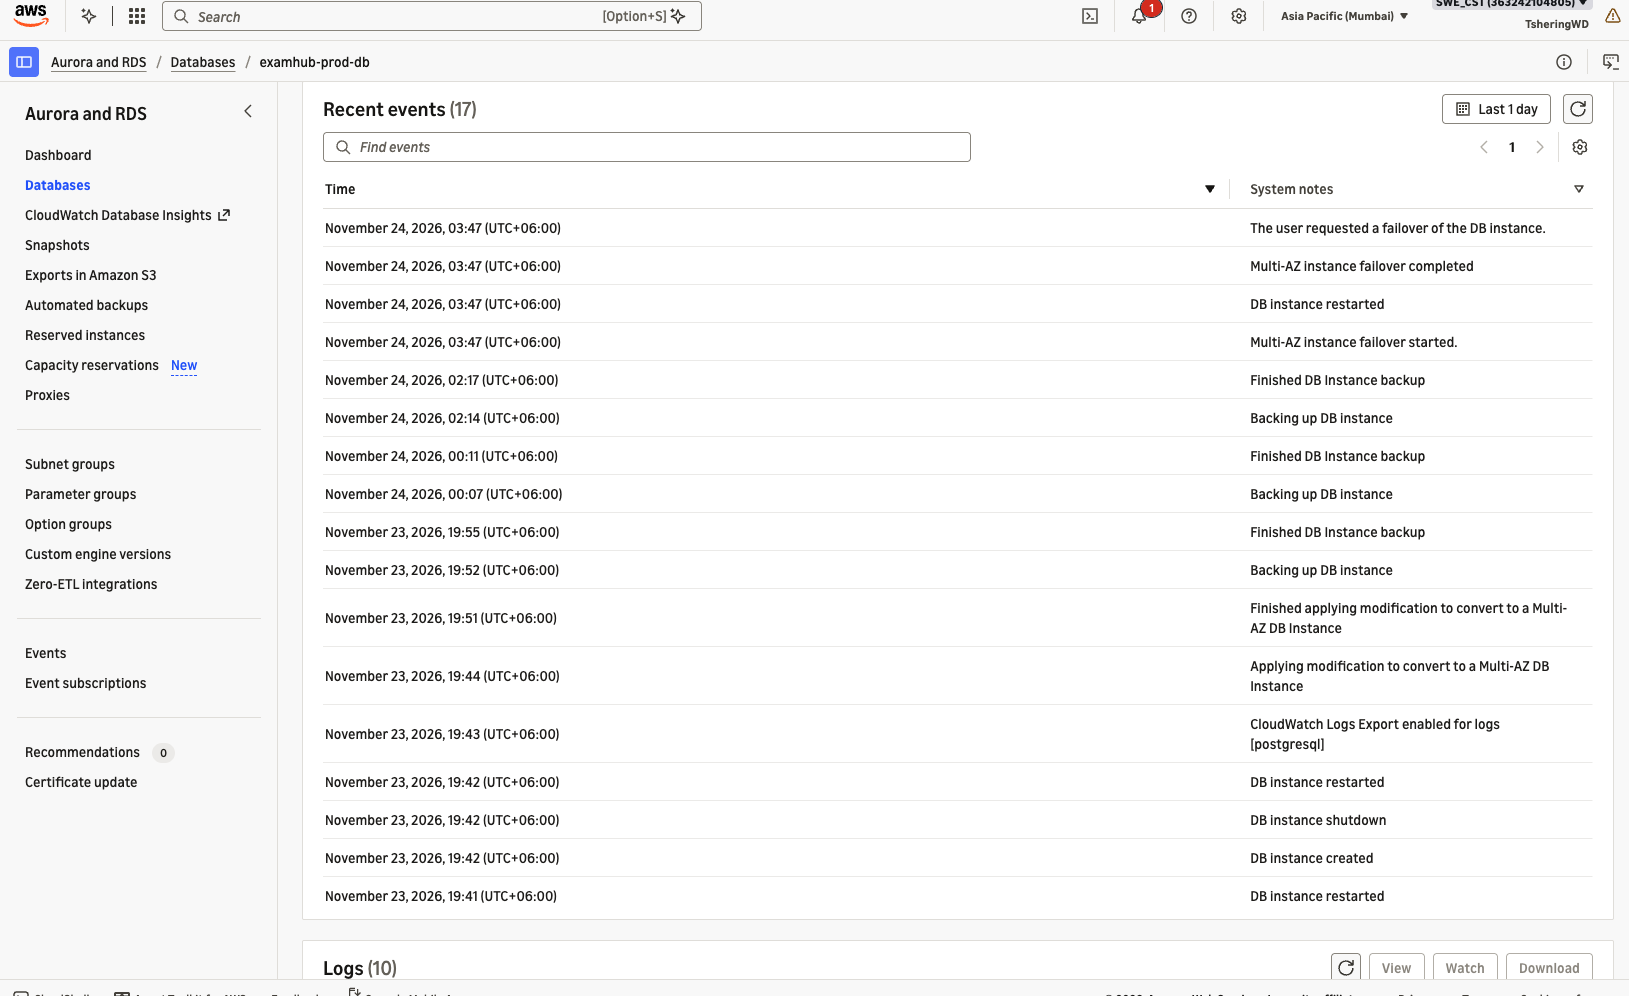 aws
Search [Option+S]
1
Asia Pacific (Mumbai)
SWE_CST (363242104805)
TsheringWD
Aurora and RDS / Databases / examhub-prod-db
Aurora and RDS
Dashboard
Databases
CloudWatch Database Insights
Snapshots
Exports in Amazon S3
Automated backups
Reserved instances
Capacity reservations New
Proxies
Subnet groups
Parameter groups
Option groups
Custom engine versions
Zero-ETL integrations
Events
Event subscriptions
Recommendations 0
Certificate update
Recent events (17)
Last 1 day
Find events
1
Time System notes
November 24, 2026, 03:47 (UTC+06:00) The user requested a failover of the DB instance.
November 24, 2026, 03:47 (UTC+06:00) Multi-AZ instance failover completed
November 24, 2026, 03:47 (UTC+06:00) DB instance restarted
November 24, 2026, 03:47 (UTC+06:00) Multi-AZ instance failover started.
November 24, 2026, 02:17 (UTC+06:00) Finished DB Instance backup
November 24, 2026, 02:14 (UTC+06:00) Backing up DB instance
November 24, 2026, 00:11 (UTC+06:00) Finished DB Instance backup
November 24, 2026, 00:07 (UTC+06:00) Backing up DB instance
November 23, 2026, 19:55 (UTC+06:00) Finished DB Instance backup
November 23, 2026, 19:52 (UTC+06:00) Backing up DB instance
November 23, 2026, 19:51 (UTC+06:00) Finished applying modification to convert to a Multi-
AZ DB Instance
November 23, 2026, 19:44 (UTC+06:00) Applying modification to convert to a Multi-AZ DB
Instance
November 23, 2026, 19:43 (UTC+06:00) CloudWatch Logs Export enabled for logs
[postgresql]
November 23, 2026, 19:42 (UTC+06:00) DB instance restarted
November 23, 2026, 19:42 (UTC+06:00) DB instance shutdown
November 23, 2026, 19:42 (UTC+06:00) DB instance created
November 23, 2026, 19:41 (UTC+06:00) DB instance restarted
Logs (10)
View Watch Download